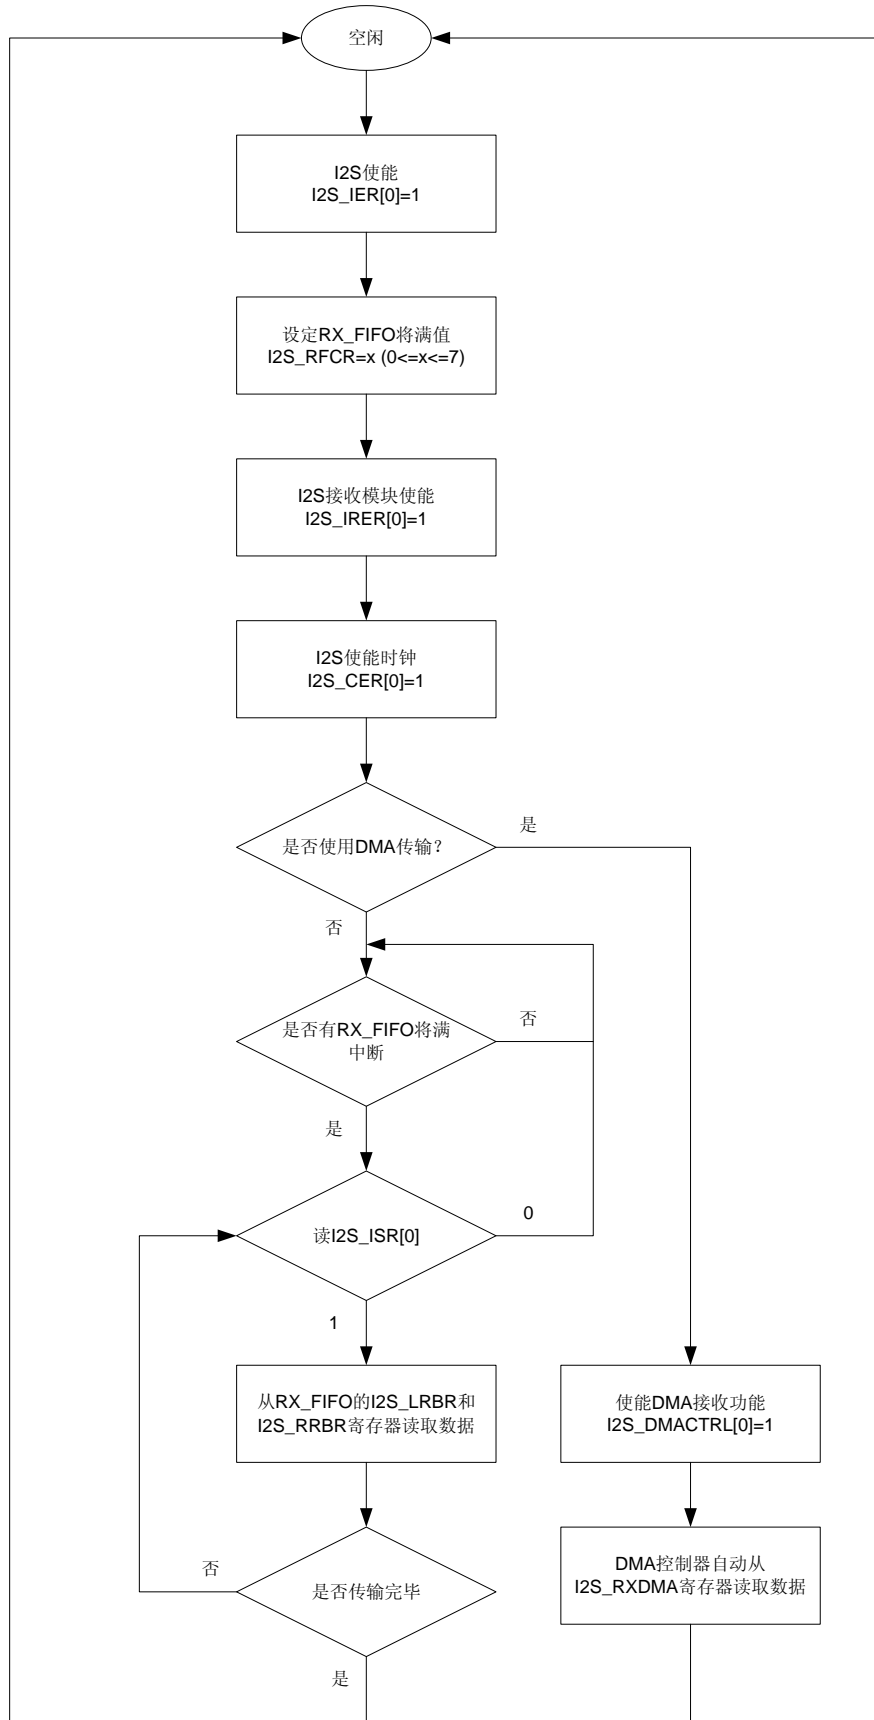 空闲
I2S使能
I2S_IER[0]=1
设定RX_FIFO将满值
I2S_RFCR=x (0<=x<=7)
I2S接收模块使能
I2S_IRER[0]=1
I2S使能时钟
I2S_CER[0]=1
是否使用DMA传输？
是
否
是否有RX_FIFO将满
中断
否
是
读I2S_ISR[0]
0
1
从RX_FIFO的I2S_LRBR和
I2S_RRBR寄存器读取数据
使能DMA接收功能
I2S_DMACTRL[0]=1
否
是否传输完毕
DMA控制器自动从
I2S_RXDMA寄存器读取数据
是